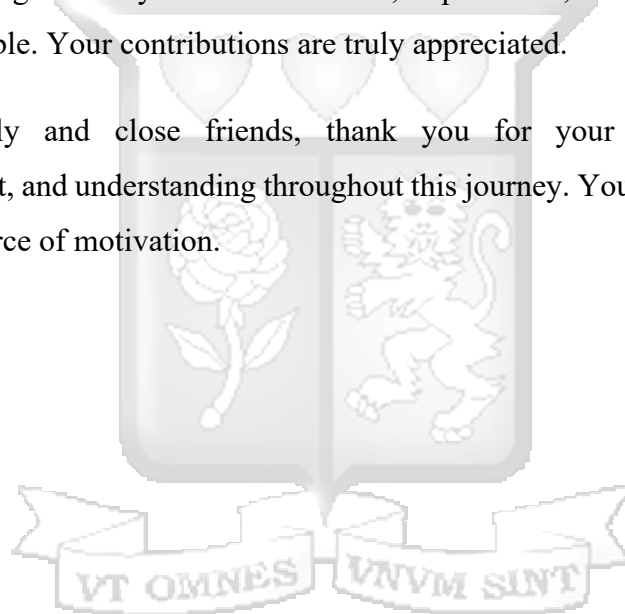 ble. Your contributions are truly appreciated.
ly and close friends, thank you for your
t, and understanding throughout this journey. You
rce of motivation.
VT OMNES VNVM SINT